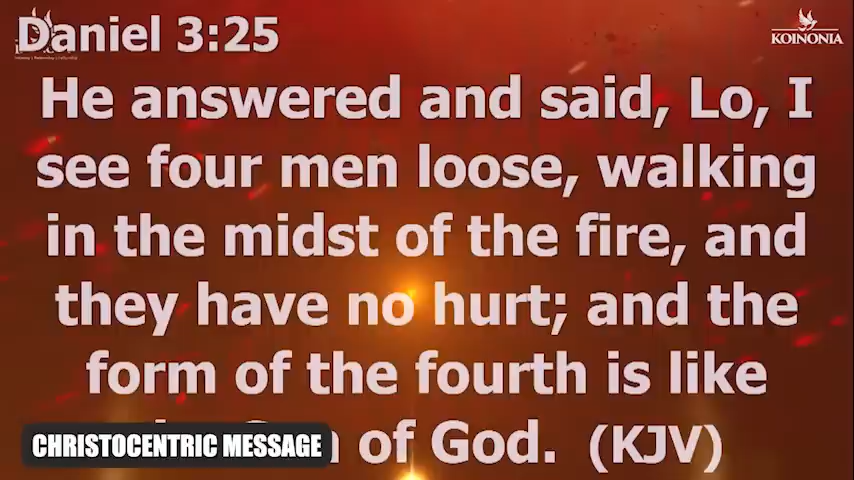 Daniel 3:25
KOINONIA
He answered and said, Lo, I
see four men loose, walking
in the midst of the fire, and
they have no hurt; and the
form of the fourth is like
of God. (KJV)
CHRISTOCENTRIC MESSAGE